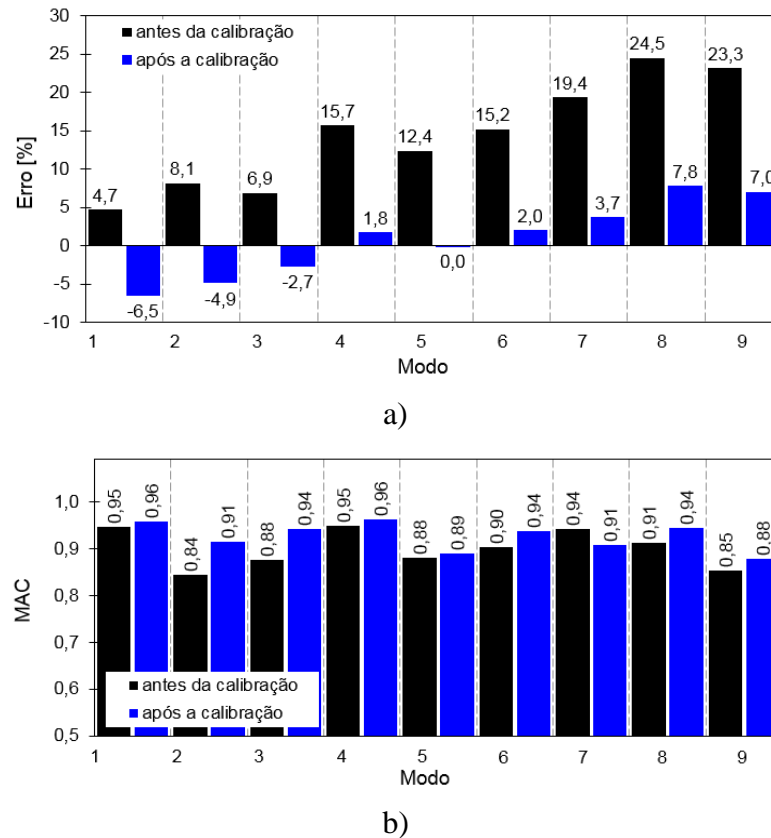 30
25
20
15
10
5
0
-5
-10
Erro [%]
antes da calibração
após a calibração
4,7
-6,5
8,1
-4,9
6,9
-2,7
15,7
1,8
12,4
0,0
15,2
2,0
19,4
3,7
24,5
7,8
23,3
7,0
1 2 3 4 5 6 7 8 9
Modo
a)
1,0
0,9
0,8
0,7
0,6
0,5
MAC
0,95 0,96 0,84 0,91 0,88 0,94 0,95 0,96 0,88 0,89 0,90 0,94 0,94 0,91 0,91 0,94 0,85 0,88
antes da calibração
após a calibração
1 2 3 4 5 6 7 8 9
Modo
b)